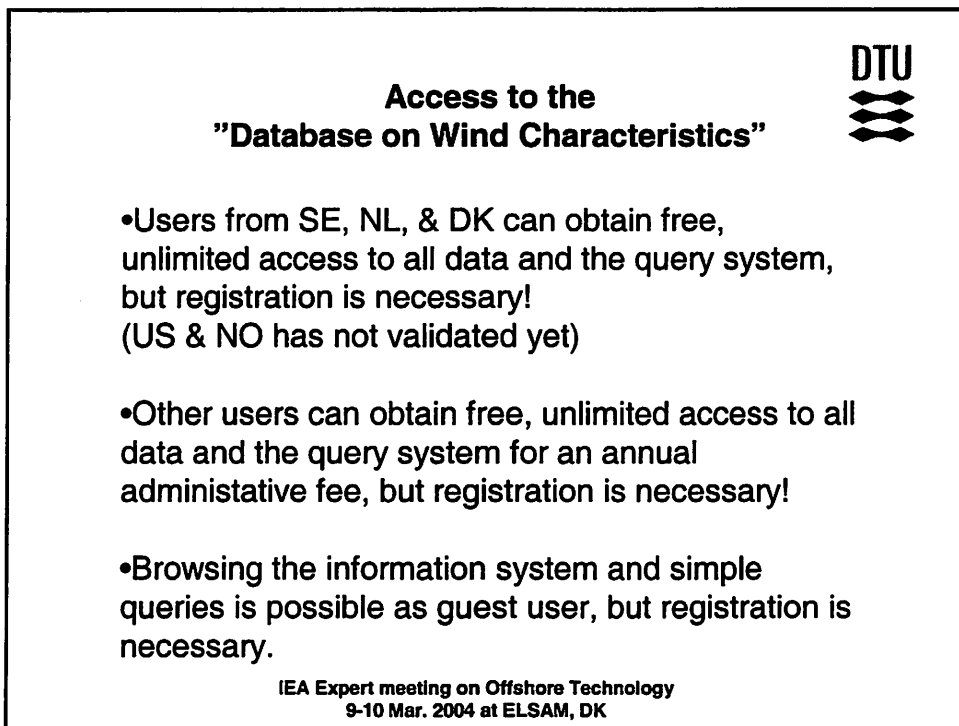 DTU
Access to the
"Database on Wind Characteristics"
•Users from SE, NL, & DK can obtain free,
unlimited access to all data and the query system,
but registration is necessary!
(US & NO has not validated yet)
•Other users can obtain free, unlimited access to all
data and the query system for an annual
administative fee, but registration is necessary!
•Browsing the information system and simple
queries is possible as guest user, but registration is
necessary.
IEA Expert meeting on Offshore Technology
9-10 Mar. 2004 at ELSAM, DK